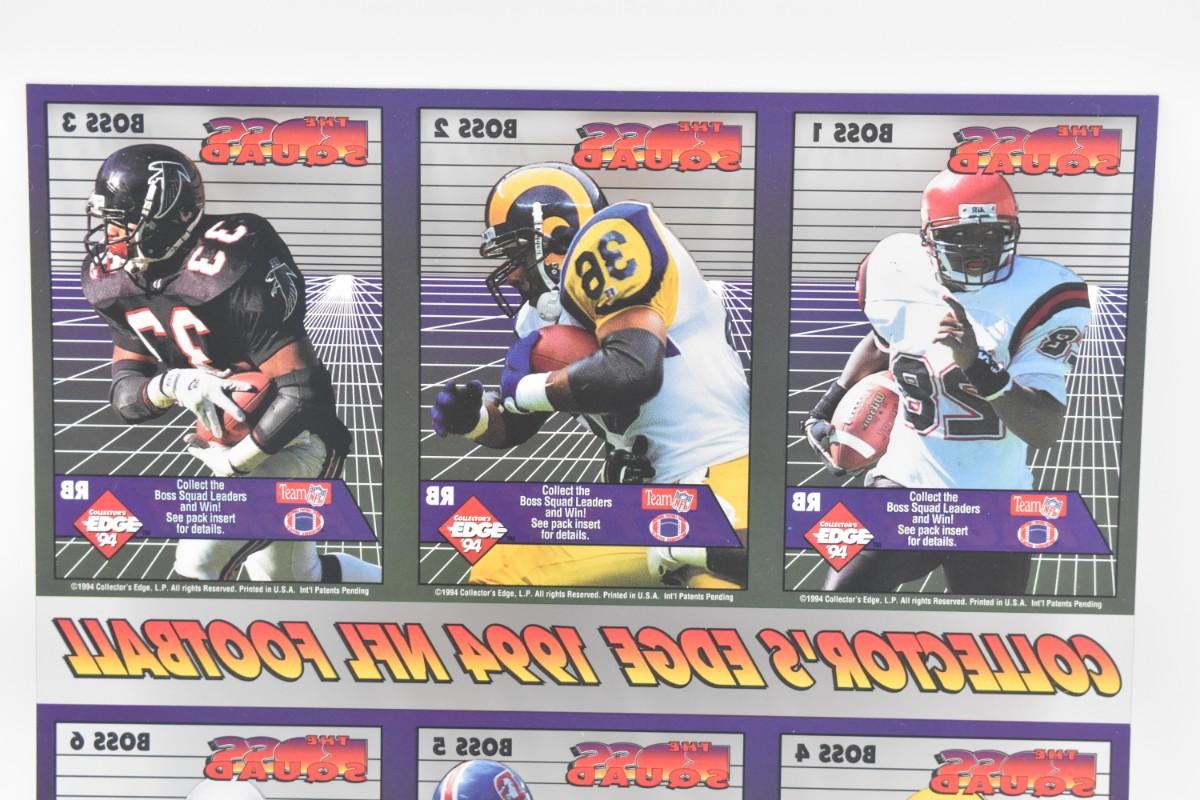 BOSS 3
THE
BOSS
SQUAD
33
33
RB
COLLECTOR'S
EDGE
'94
Collect the
Boss Squad Leaders
and Win!
See pack insert
for details.
Team NFL
©1994 Collector's Edge, L.P. All rights Reserved. Printed in U.S.A. Int'l Patents Pending
BOSS 2
THE
BOSS
SQUAD
36
RB
COLLECTOR'S
EDGE
'94
Collect the
Boss Squad Leaders
and Win!
See pack insert
for details.
Team NFL
©1994 Collector's Edge, L.P. All rights Reserved. Printed in U.S.A. Int'l Patents Pending
BOSS 1
THE
BOSS
SQUAD
AIR
28
Wilson
RB
COLLECTOR'S
EDGE
'94
Collect the
Boss Squad Leaders
and Win!
See pack insert
for details.
Team NFL
©1994 Collector's Edge, L.P. All rights Reserved. Printed in U.S.A. Int'l Patents Pending
COLLECTOR'S EDGE 1994 NFL FOOTBALL
BOSS 6
THE
BOSS
SQUAD
BOSS 5
THE
BOSS
SQUAD
BOSS 4
THE
BOSS
SQUAD